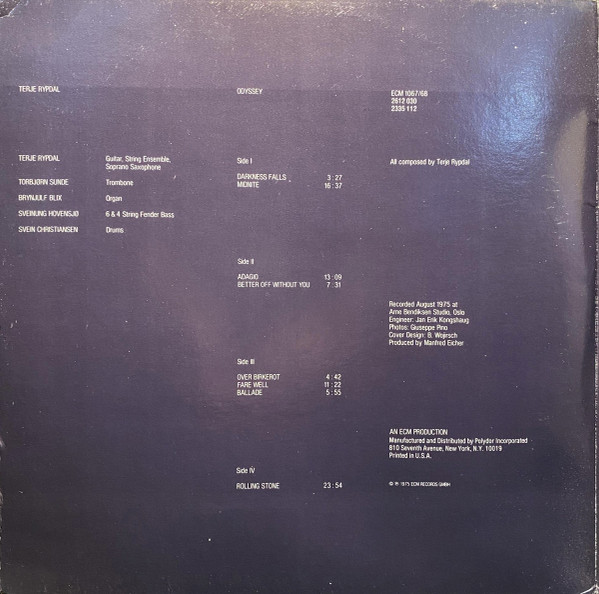 TERJE RYPDAL
ODYSSEY
ECM 1067/68
2612 030
2335 112
TERJE RYPDAL Guitar, String Ensemble,
Soprano Saxophone
TORBJØRN SUNDE Trombone
BRYNJULF BLIX Organ
SVEINUNG HOVENSJØ 6 & 4 String Fender Bass
SVEIN CHRISTIANSEN Drums
Side I
DARKNESS FALLS 3:27
MIDNITE 16:37
Side II
ADAGIO 13:09
BETTER OFF WITHOUT YOU 7:31
Side III
OVER BIRKEROT 4:42
FARE WELL 11:22
BALLADE 5:55
Side IV
ROLLING STONE 23:54
All composed by Terje Rypdal
Recorded August 1975 at
Arne Bendiksen Studio, Oslo
Engineer: Jan Erik Kongshaug
Photos: Giuseppe Pino
Cover Design: B. Wojirsch
Produced by Manfred Eicher
AN ECM PRODUCTION
Manufactured and Distributed by Polydor Incorporated
810 Seventh Avenue, New York, N.Y. 10019
Printed in U.S.A.
© ℗ 1975 ECM RECORDS GMBH